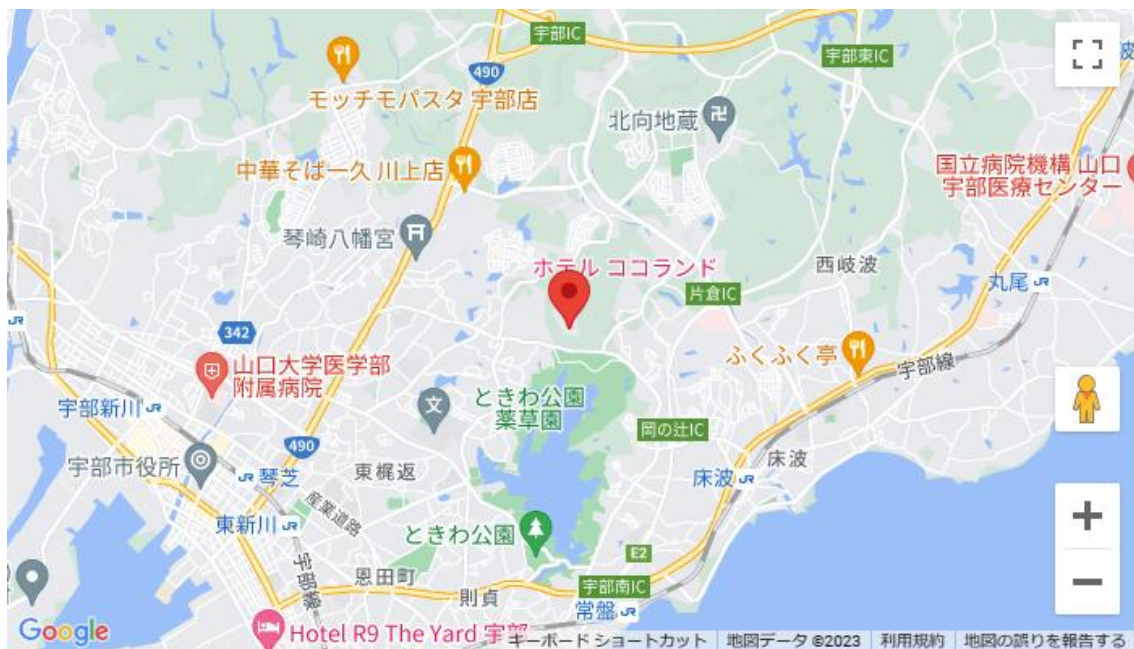 宇部IC
宇部東IC
490
モッチモパスタ 宇部店
北向地蔵
中華そば一久 川上店
国立病院機構 山口
宇部医療センター
琴崎八幡宮
ホテル ココランド
西岐波
片倉IC
丸尾 JR
JR
342
山口大学医学部
附属病院
ふくふく亭
宇部線
ときわ公園
薬草園
文
宇部新川 JR
岡の辻IC
490
宇部市役所
東梶返
床波
JR 琴芝
床波 JR
産業道路
東新川 JR
ときわ公園
E2
宇部線
恩田町
宇部南IC
則貞
常盤 JR
Google
Hotel R9 The Yard 宇部
キーボード ショートカット
地図データ ©2023
利用規約
地図の誤りを報告する